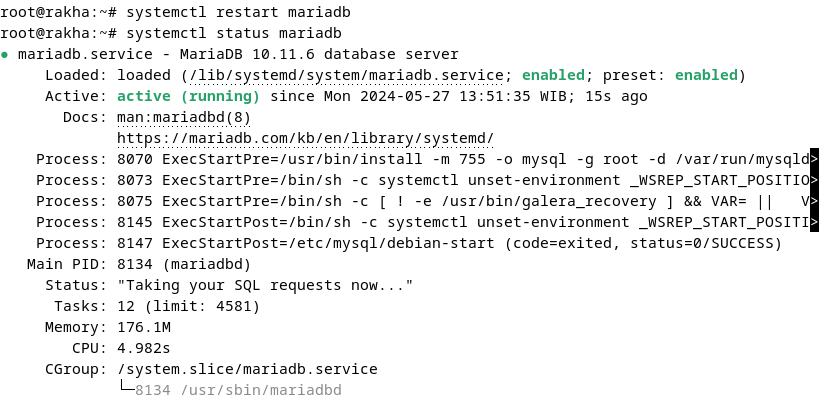 root@rakha:~# systemctl restart mariadb
root@rakha:~# systemctl status mariadb
● mariadb.service - MariaDB 10.11.6 database server
     Loaded: loaded (/lib/systemd/system/mariadb.service; enabled; preset: enabled)
     Active: active (running) since Mon 2024-05-27 13:51:35 WIB; 15s ago
       Docs: man:mariadbd(8)
             https://mariadb.com/kb/en/library/systemd/
    Process: 8070 ExecStartPre=/usr/bin/install -m 755 -o mysql -g root -d /var/run/mysqld>
    Process: 8073 ExecStartPre=/bin/sh -c systemctl unset-environment _WSREP_START_POSITIO>
    Process: 8075 ExecStartPre=/bin/sh -c [ ! -e /usr/bin/galera_recovery ] && VAR= ||   V>
    Process: 8145 ExecStartPost=/bin/sh -c systemctl unset-environment _WSREP_START_POSITI>
    Process: 8147 ExecStartPost=/etc/mysql/debian-start (code=exited, status=0/SUCCESS)
   Main PID: 8134 (mariadbd)
     Status: "Taking your SQL requests now..."
      Tasks: 12 (limit: 4581)
     Memory: 176.1M
        CPU: 4.982s
     CGroup: /system.slice/mariadb.service
             └─8134 /usr/sbin/mariadbd